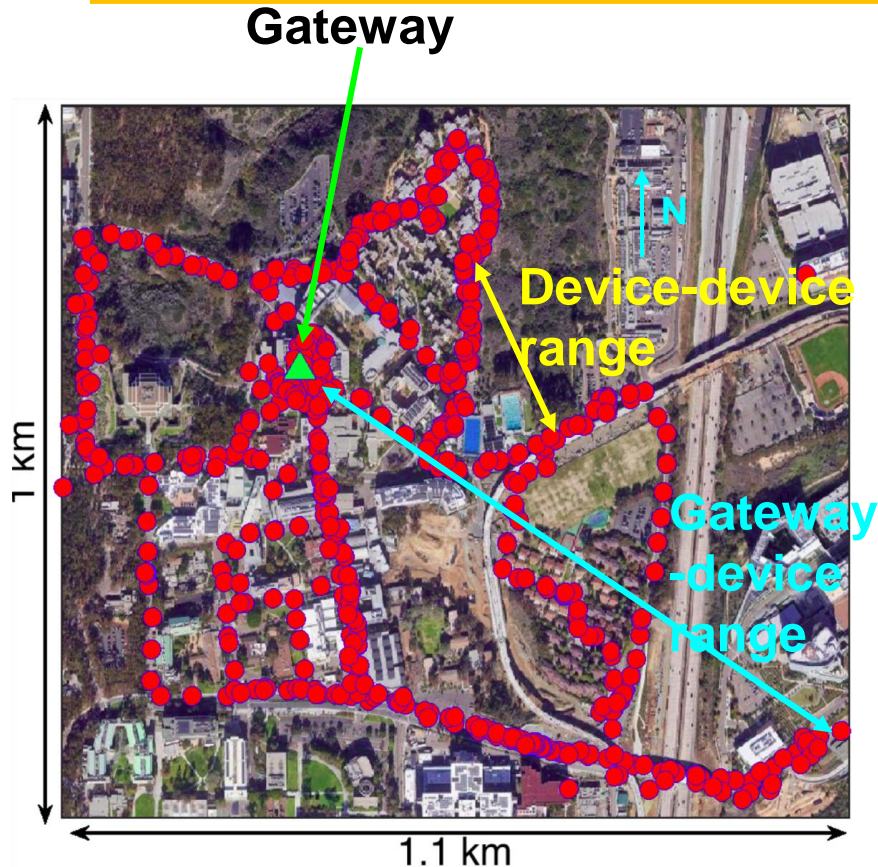 Gateway
N
Device-device
range
1 km
Gateway
-device
range
1.1 km